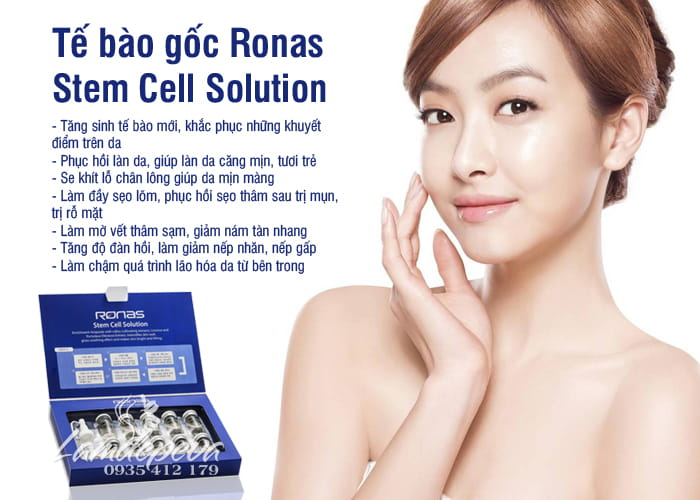 Tế bào gốc Ronas
Stem Cell Solution
- Tăng sinh tế bào mới, khắc phục những khuyết
điểm trên da
- Phục hồi làn da, giúp làn da căng mịn, tươi trẻ
- Se khít lỗ chân lông giúp da mịn màng
- Làm đầy sẹo lõm, phục hồi sẹo thâm sau trị mụn,
trị rỗ mặt
- Làm mờ vết thâm sạm, giảm nám tàn nhang
- Tăng độ đàn hồi, làm giảm nếp nhăn, nếp gấp
- Làm chậm quá trình lão hóa da từ bên trong
RONAS
Stem Cell Solution
Lamdepeva
0935 412 179